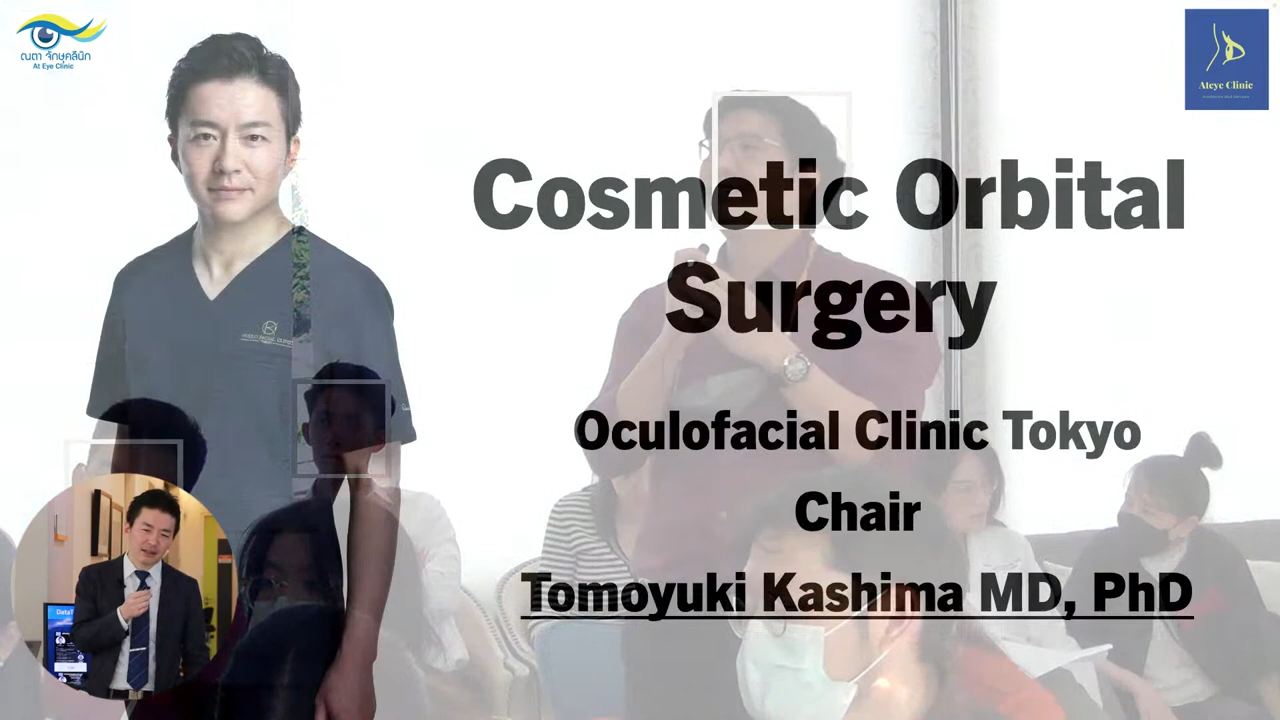 ณตา จักษุคลินิก
At Eye Clinic
Ateye Clinic
Cosmetic Orbital
Surgery
Oculofacial Clinic Tokyo
Chair
Tomoyuki Kashima MD, PhD